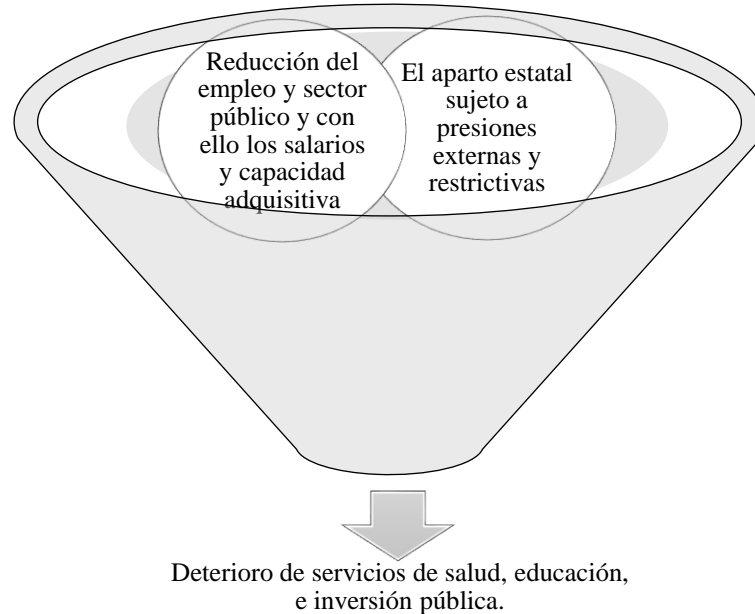 Reducción del
empleo y sector
público y con
ello los salarios
y capacidad
adquisitiva
El aparto estatal
sujeto a
presiones
externas y
restrictivas
Deterioro de servicios de salud, educación,
e inversión pública.